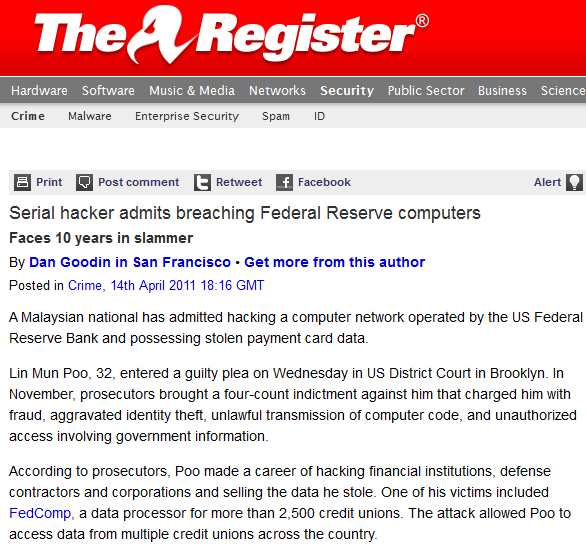 The Register®
Hardware Software Music & Media Networks Security Public Sector Business Science
Crime Malware Enterprise Security Spam ID
Print Post comment Retweet Facebook Alert
Serial hacker admits breaching Federal Reserve computers
Faces 10 years in slammer
By Dan Goodin in San Francisco • Get more from this author
Posted in Crime, 14th April 2011 18:16 GMT
A Malaysian national has admitted hacking a computer network operated by the US Federal
Reserve Bank and possessing stolen payment card data.
Lin Mun Poo, 32, entered a guilty plea on Wednesday in US District Court in Brooklyn. In
November, prosecutors brought a four-count indictment against him that charged him with
fraud, aggravated identity theft, unlawful transmission of computer code, and unauthorized
access involving government information.
According to prosecutors, Poo made a career of hacking financial institutions, defense
contractors and corporations and selling the data he stole. One of his victims included
FedComp, a data processor for more than 2,500 credit unions. The attack allowed Poo to
access data from multiple credit unions across the country.